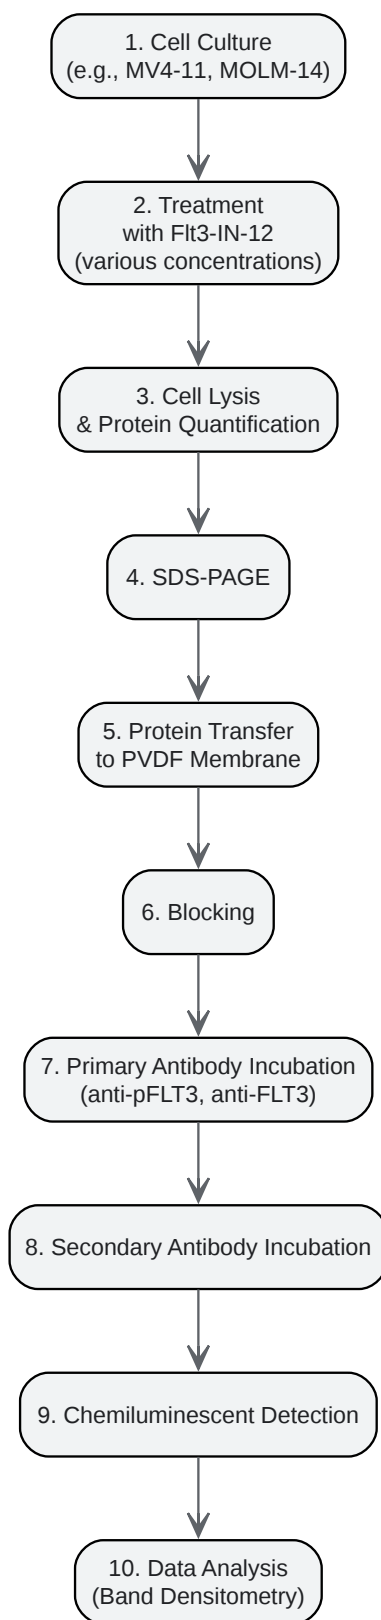 1. Cell Culture
(e.g., MV4-11, MOLM-14)
2. Treatment
with Flt3-IN-12
(various concentrations)
3. Cell Lysis
& Protein Quantification
4. SDS-PAGE
5. Protein Transfer
to PVDF Membrane
6. Blocking
7. Primary Antibody Incubation
(anti-pFLT3, anti-FLT3)
8. Secondary Antibody Incubation
9. Chemiluminescent Detection
10. Data Analysis
(Band Densitometry)